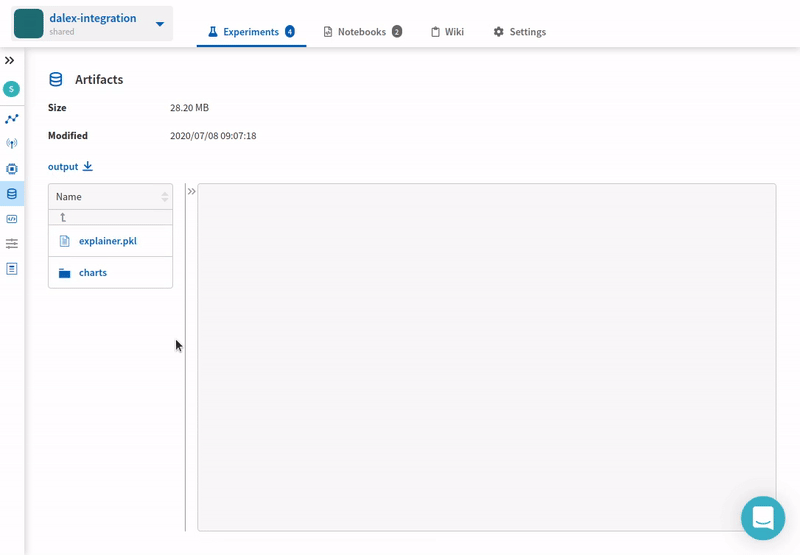 dalex-integration
shared
Experiments 4
Notebooks 2
Wiki
Settings
S
Artifacts
Size 28.20 MB
Modified 2020/07/08 09:07:18
output
Name
explainer.pkl
charts